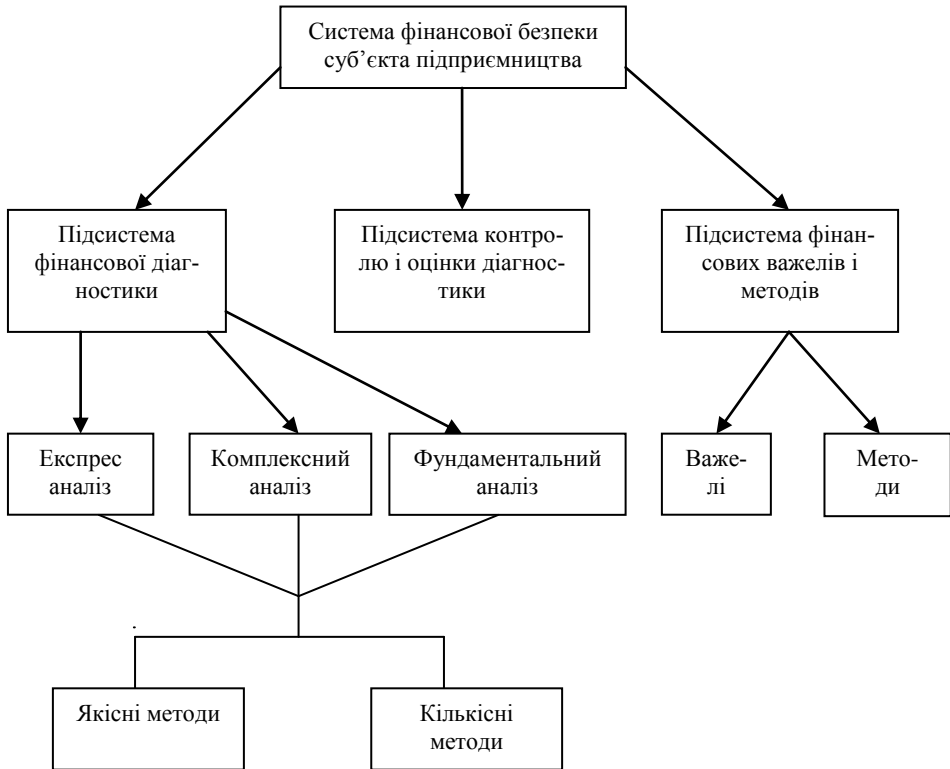 Система фінансової безпеки
суб’єкта підприємництва
Підсистема
фінансової діаг-
ностики
Підсистема контро-
лю і оцінки діагнос-
тики
Підсистема фінан-
сових важелів і
методів
Експрес
аналіз
Комплексний
аналіз
Фундаментальний
аналіз
Важе-
лі
Мето-
ди
Якісні методи
Кількісні
методи